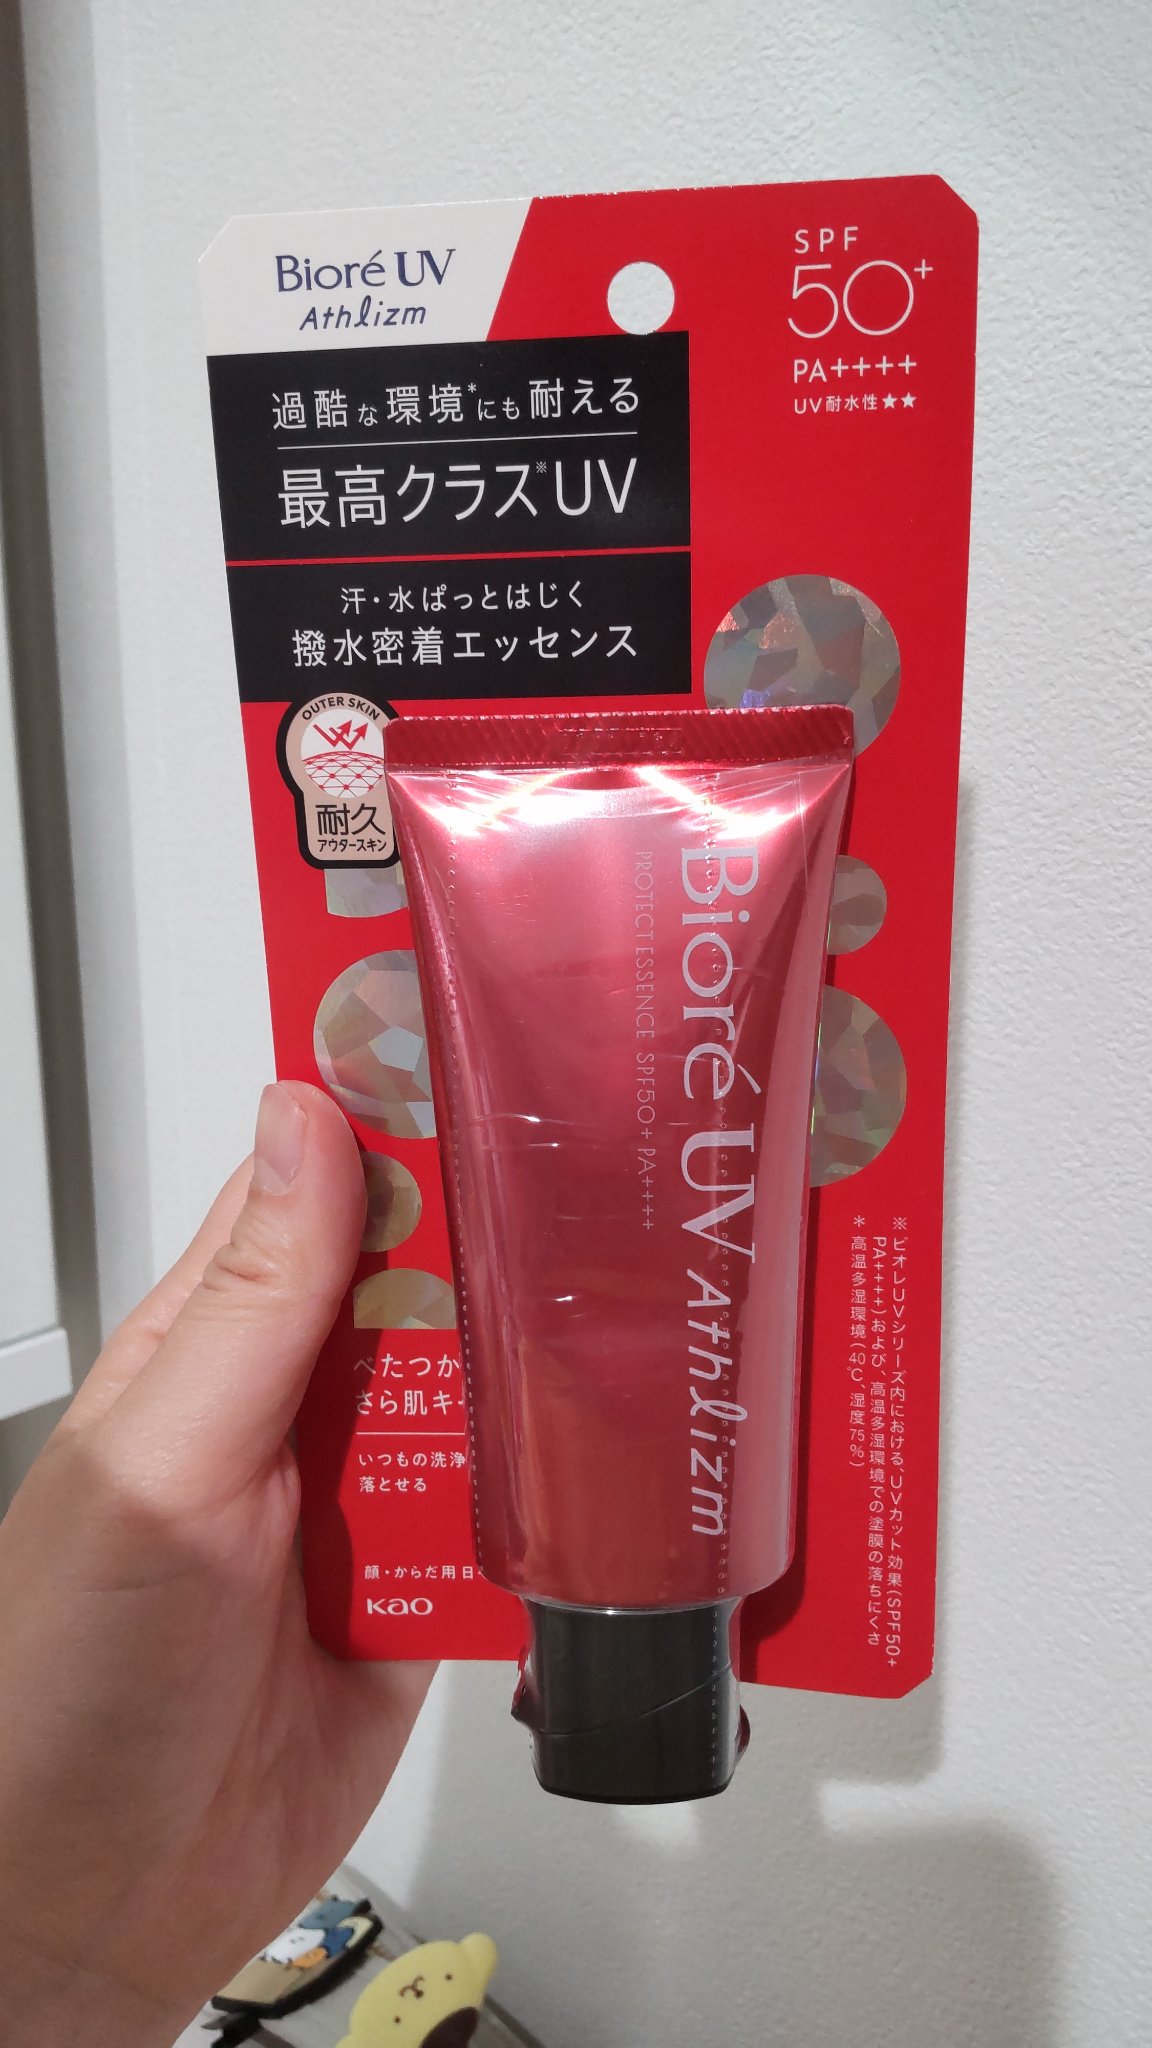 Bioré UV
Athlizm
SPF
50+
PA++++
UV耐水性★★
過酷な環境*にも耐える
最高クラス※UV
汗・水ぱっとはじく
撥水密着エッセンス
OUTER SKIN
耐久
アウタースキン
Bioré UV Athlizm
PROTECT ESSENCE SPF50+ PA++++
べたつか
さら肌キ
いつもの洗浄
落とせる
顔・からだ用
Kao
※ビオレUVシリーズ内における、UVカット効果(SPF50+
PA++++)および、高温多湿環境での塗膜の落ちにくさ
*高温多湿環境(40℃、湿度75%)